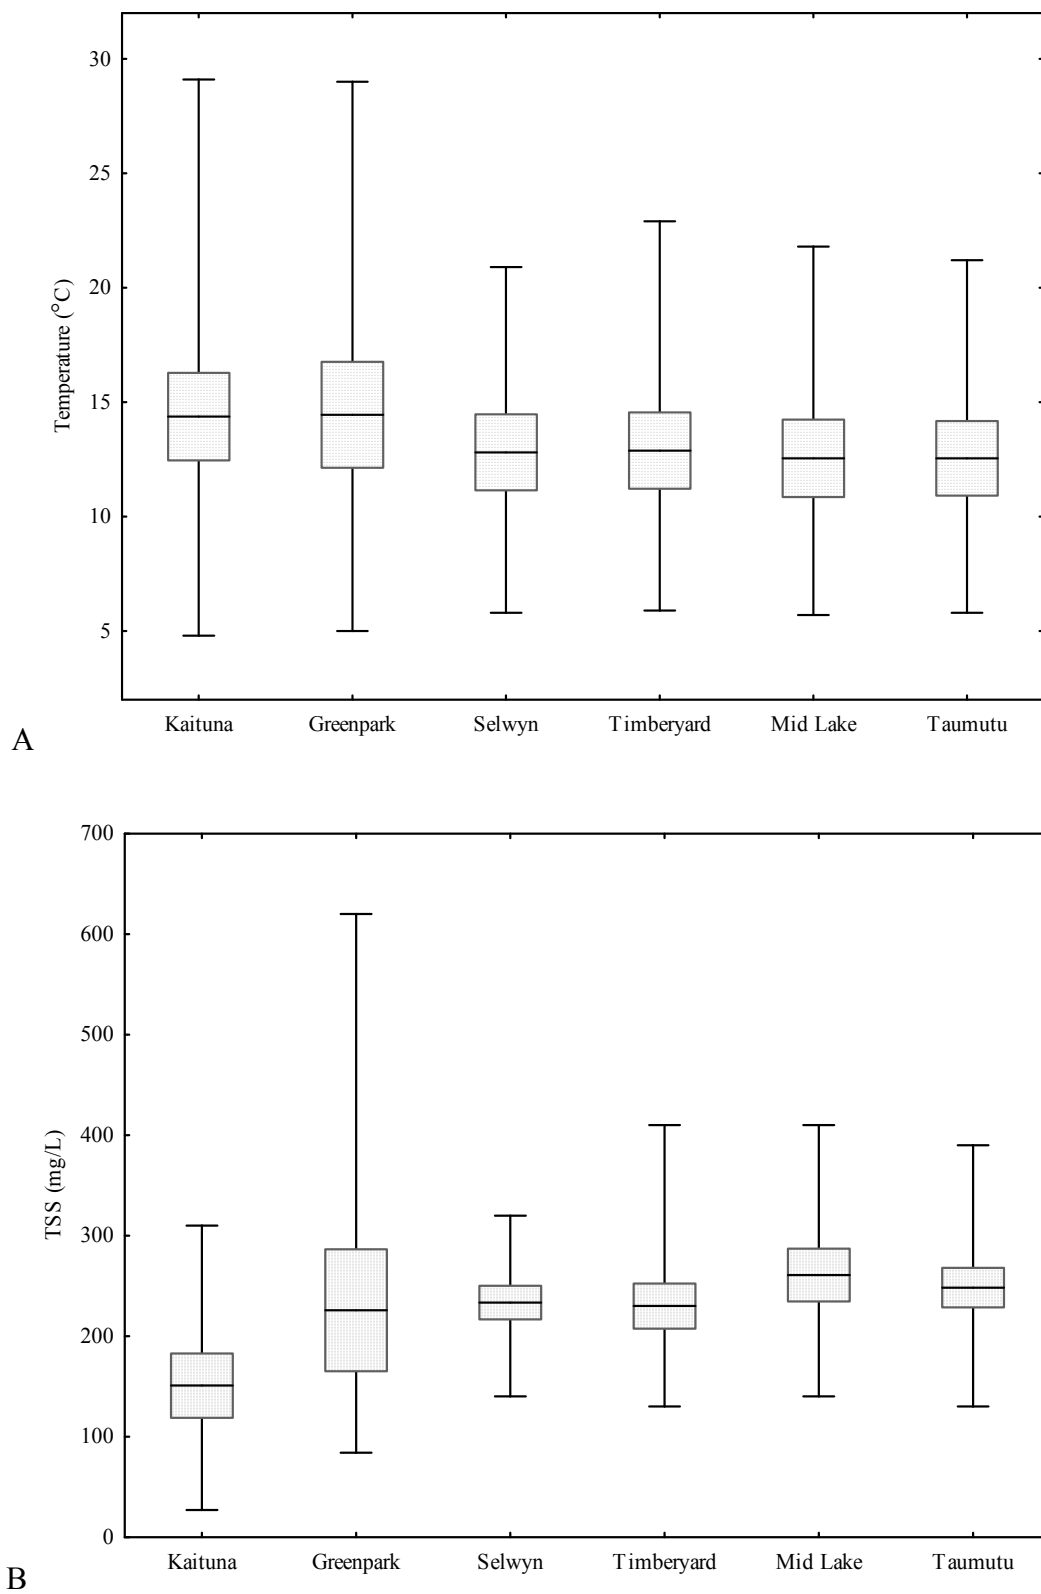 30
25
20
15
10
5
Temperature (°C)
Kaituna Greenpark Selwyn Timberyard Mid Lake Taumutu
A
700
600
500
400
300
200
100
0
TSS (mg/L)
Kaituna Greenpark Selwyn Timberyard Mid Lake Taumutu
B